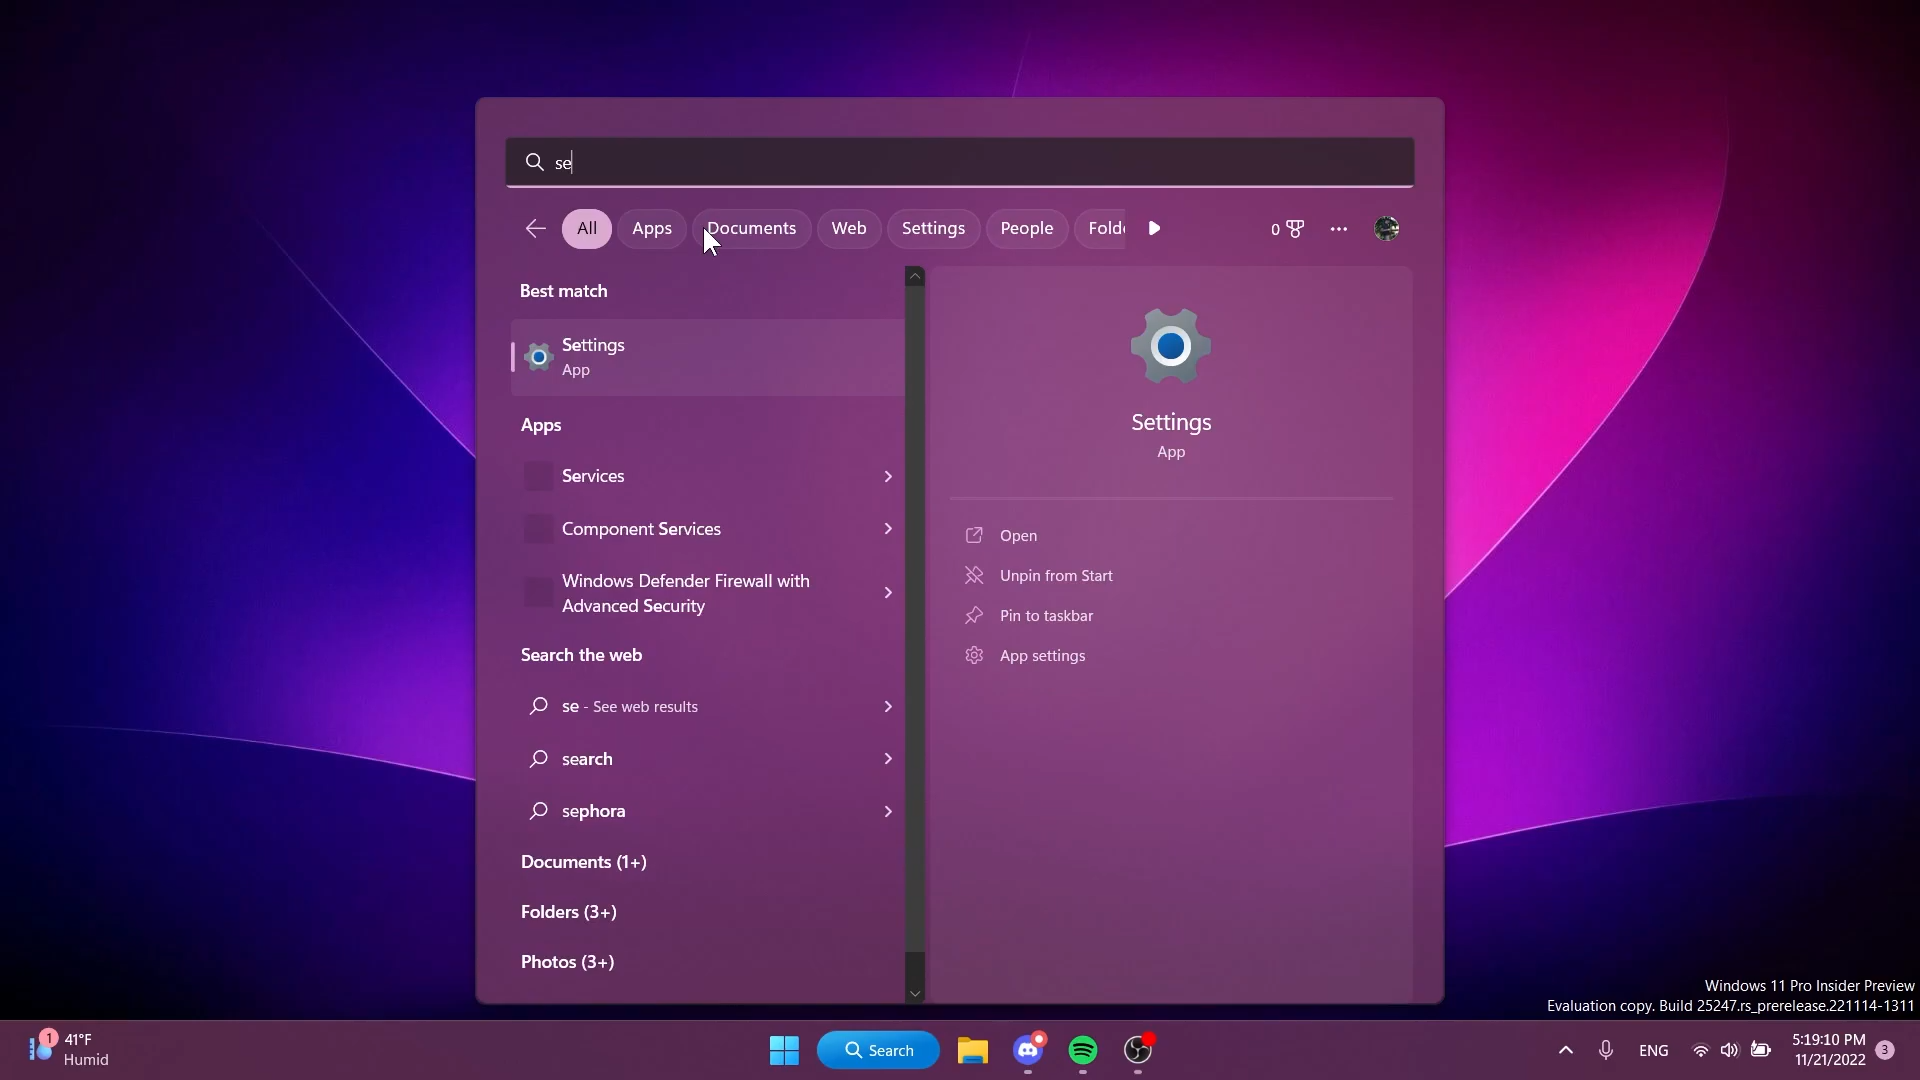 se
All Apps Documents Web Settings People Folde 0
Best match
Settings
App
Apps
Services
Component Services
Windows Defender Firewall with
Advanced Security
Search the web
se - See web results
search
sephora
Documents (1+)
Folders (3+)
Photos (3+)
Settings
App
Open
Unpin from Start
Pin to taskbar
App settings
Windows 11 Pro Insider Preview
Evaluation copy. Build 25247.rs_prerelease.221114-1311
1
41°F
Humid
Search
ENG
5:19:10 PM
11/21/2022
3